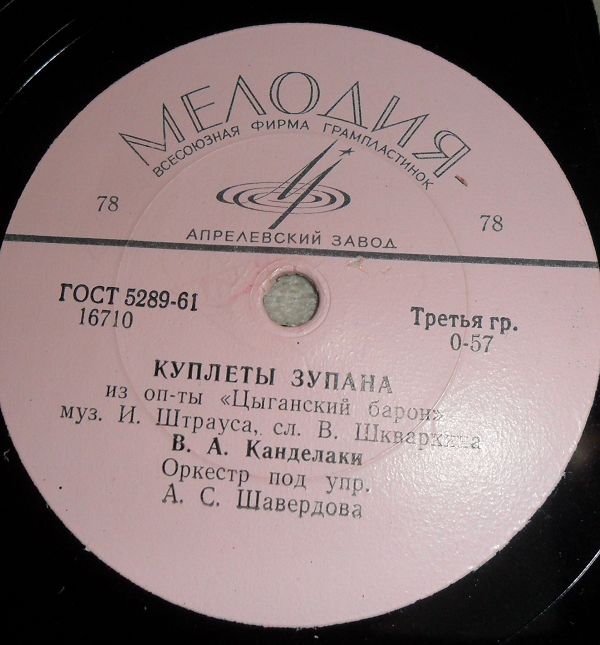 МЕЛОДИЯ
ВСЕСОЮЗНАЯ ФИРМА ГРАМПЛАСТИНОК
78 78
АПРЕЛЕВСКИЙ ЗАВОД
ГОСТ 5289-61 Третья гр.
16710 0-57
КУПЛЕТЫ ЗУПАНА
из оп-ты «Цыганский барон»
муз. И. Штрауса, сл. В. Шкваркина
В. А. Канделаки
Оркестр под упр.
А. С. Шавердова